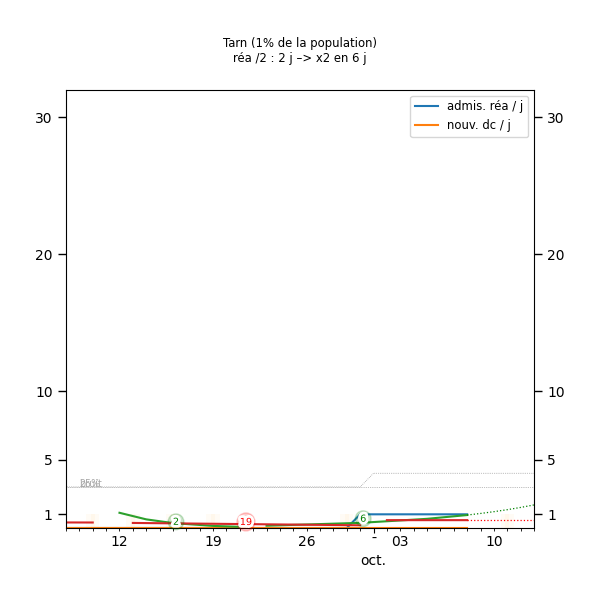 Tarn (1% de la population)
réa /2 : 2 j –> x2 en 6 j
admis. réa / j
nouv. dc / j
30 30
20 20
10 10
5 5
1 1
2 19 6
12 19 26 - 03 10
oct.